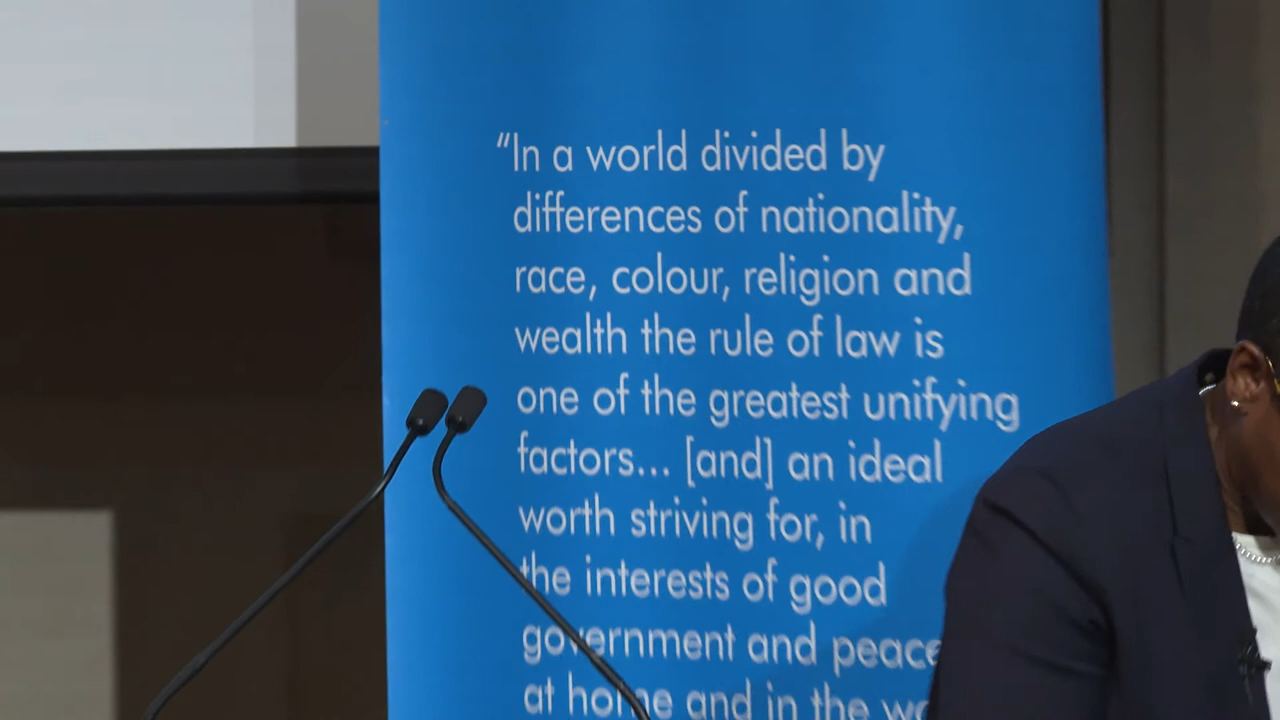 “In a world divided by
differences of nationality,
race, colour, religion and
wealth the rule of law is
one of the greatest unifying
factors... [and] an ideal
worth striving for, in
the interests of good
government and peace
at home and in the